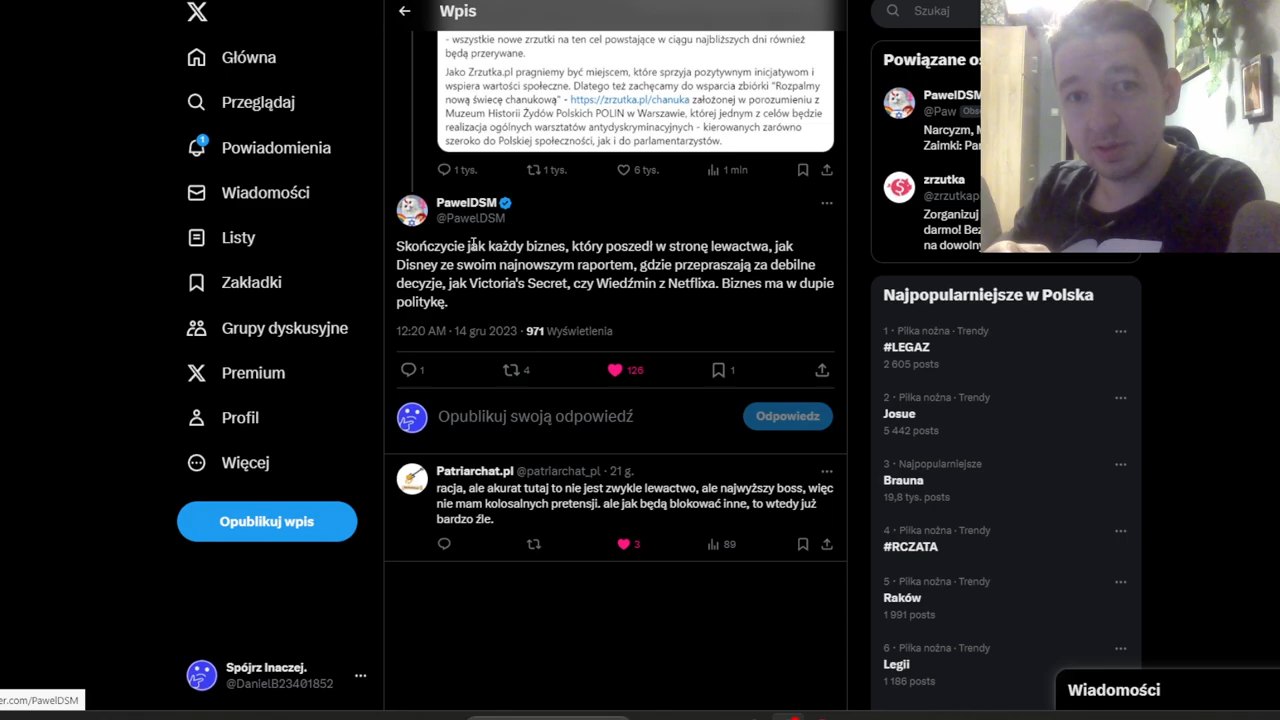 Główna
Przeglądaj
1
Powiadomienia
Wiadomości
Listy
Zakładki
Grupy dyskusyjne
Premium
Profil
Więcej
Opublikuj wpis
Spójrz Inaczej.
@DanielB23401852
er.com/PawelDSM
Wpis
- wszystkie nowe zrzutki na ten cel powstające w ciągu najbliższych dni również
będą przerywane.
Jako Zrzutka.pl pragniemy być miejscem, które sprzyja pozytywnym inicjatywom i
wspiera wartości społeczne. Dlatego też zachęcamy do wsparcia zbiórki "Rozpalmy
nową świecę chanukową" - https://zrzutka.pl/chanuka założonej w porozumieniu z
Muzeum Historii Żydów Polskich POLIN w Warszawie, której jednym z celów będzie
realizacja ogólnych warsztatów antydyskryminacyjnych - kierowanych zarówno
szeroko do Polskiej społeczności, jak i do parlamentarzystów.
1 tys. 1 tys. 6 tys. 1 mln
PawelDSM
@PawelDSM
Skończycie jak każdy biznes, który poszedł w stronę lewactwa, jak
Disney ze swoim najnowszym raportem, gdzie przepraszają za debilne
decyzje, jak Victoria's Secret, czy Wiedźmin z Netflixa. Biznes ma w dupie
politykę.
12:20 AM · 14 gru 2023 · 971 Wyświetlenia
1 4 126 1
Opublikuj swoją odpowiedź
Odpowiedz
Patriarchat.pl @patriarchat_pl · 21 g.
racja, ale akurat tutaj to nie jest zwykłe lewactwo, ale najwyższy boss, więc
nie mam kolosalnych pretensji. ale jak będą blokować inne, to wtedy już
bardzo źle.
3 89
Szukaj
Powiązane os
PawelDSM
@Paw Obs
Narcyzm, M
Zaimki: Par
zrzutka
@zrzutkap
Zorganizuj
darmo! Bez
na dowoln
Najpopularniejsze w Polska
1 · Piłka nożna · Trendy
#LEGAZ
2 605 posts
2 · Piłka nożna · Trendy
Josue
5 442 posts
3 · Najpopularniejsze
Brauna
19,8 tys. posts
4 · Piłka nożna · Trendy
#RCZATA
5 · Piłka nożna · Trendy
Raków
1 991 posts
6 · Piłka nożna · Trendy
Legii
1 186 posts
Wiadomości